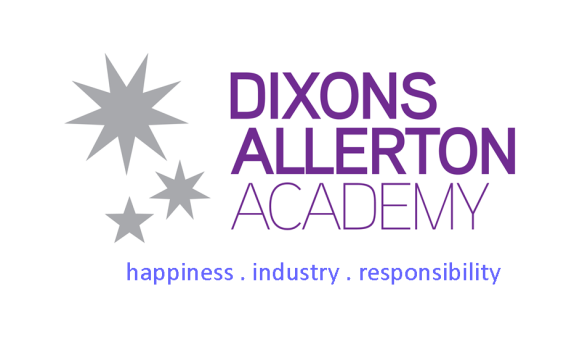 DIXONS
ALLERTON
ACADEMY
happiness . industry . responsibility